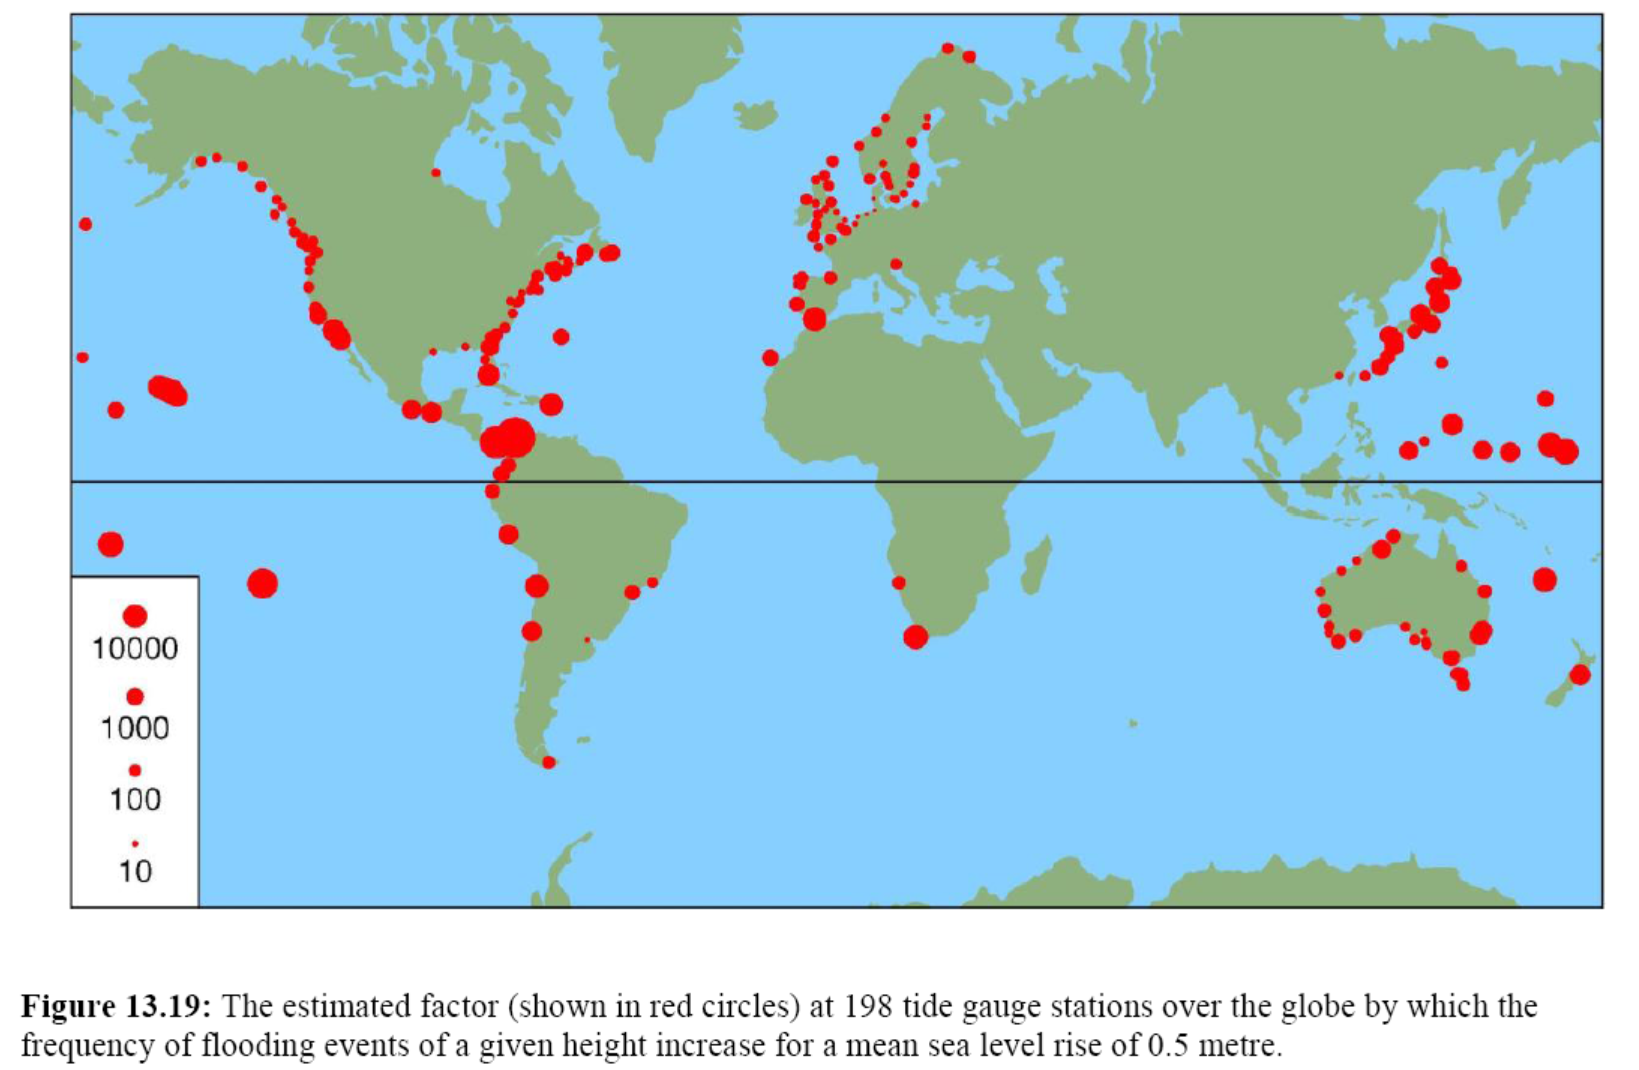 10000
1000
100
10
Figure 13.19: The estimated factor (shown in red circles) at 198 tide gauge stations over the globe by which the
frequency of flooding events of a given height increase for a mean sea level rise of 0.5 metre.